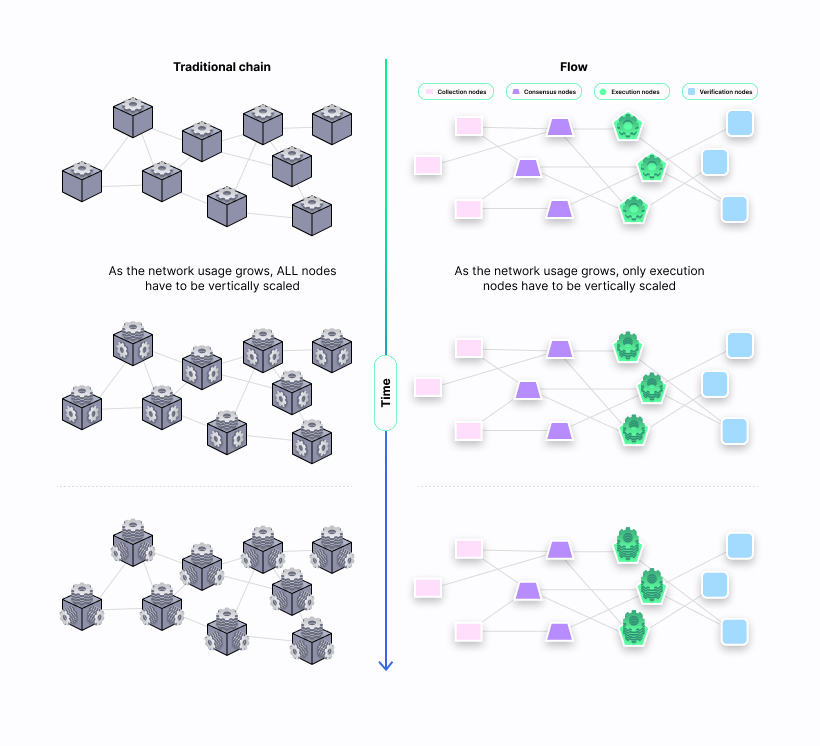 Traditional chain
Flow
Collection nodes
Consensus nodes
Execution nodes
Verification nodes
As the network usage grows, ALL nodes
have to be vertically scaled
As the network usage grows, only execution
nodes have to be vertically scaled
Time